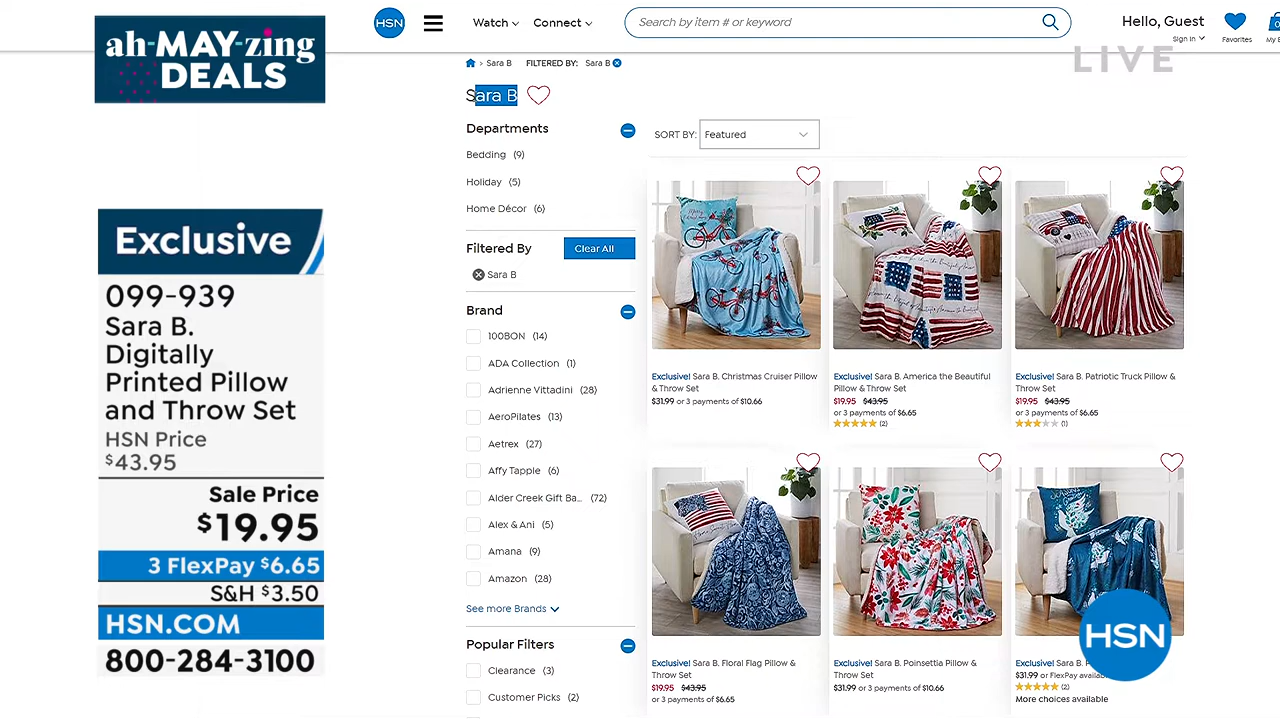 ah-MAY-zing
DEALS
HSN
Watch
Connect
Search by item # or keyword
Hello, Guest
Sign In
Favorites
LIVE
Sara B
FILTERED BY:
Sara B
Sara B
Departments
Bedding (9)
Holiday (5)
Home Décor (6)
Filtered By
Clear All
Sara B
Brand
100BON (14)
ADA Collection (1)
Adrienne Vittadini (28)
AeroPilates (13)
Aetrex (27)
Affy Tapple (6)
Alder Creek Gift Ba... (72)
Alex & Ani (5)
Amana (9)
Amazon (28)
See more Brands
Popular Filters
Clearance (3)
Customer Picks (2)
SORT BY:
Featured
Exclusive! Sara B. Christmas Cruiser Pillow
& Throw Set
$31.99 or 3 payments of $10.66
Exclusive! Sara B. America the Beautiful
Pillow & Throw Set
$19.95 $43.95
or 3 payments of $6.65
(2)
Exclusive! Sara B. Patriotic Truck Pillow &
Throw Set
$19.95 $43.95
or 3 payments of $6.65
(1)
Exclusive! Sara B. Floral Flag Pillow &
Throw Set
$19.95 $43.95
or 3 payments of $6.65
Exclusive! Sara B. Poinsettia Pillow &
Throw Set
$31.99 or 3 payments of $10.66
Exclusive! Sara B.
$31.99 or FlexPay
(2)
More choices available
HSN
Exclusive
099-939
Sara B.
Digitally
Printed Pillow
and Throw Set
HSN Price
$43.95
Sale Price
$19.95
3 FlexPay $6.65
S&H $3.50
HSN.COM
800-284-3100